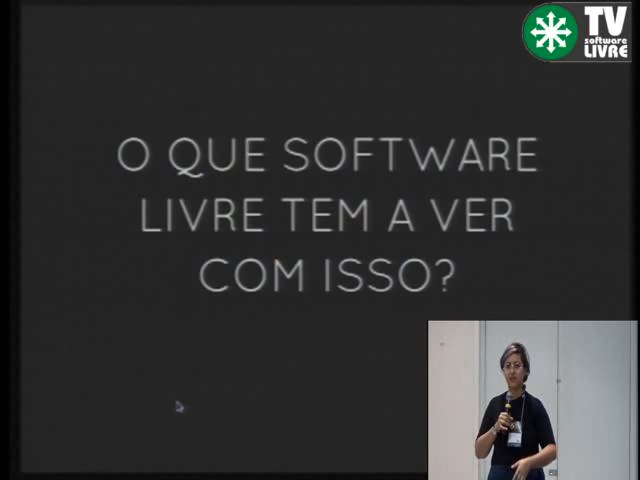 TV
software
LIVRE
O QUE SOFTWARE
LIVRE TEM A VER
COM ISSO?